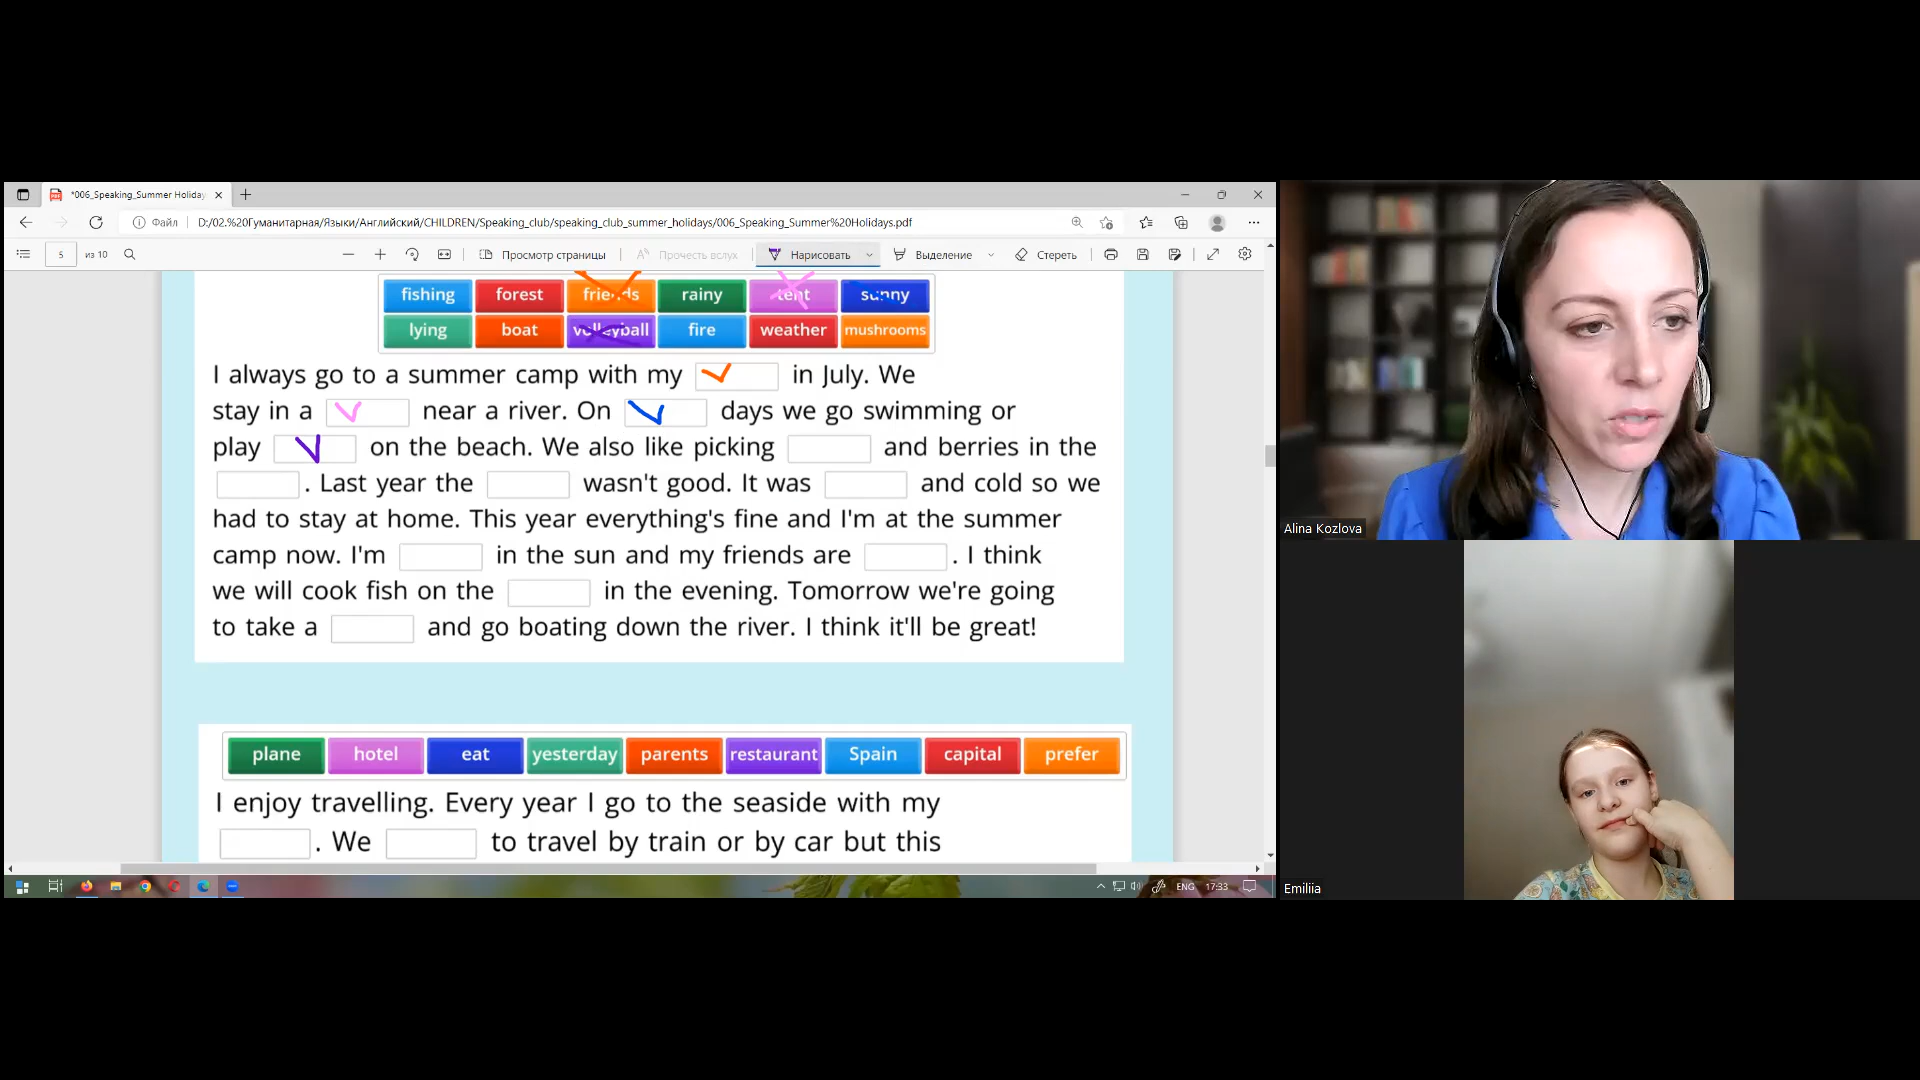 *006_Speaking_Summer Holiday
Файл
D:/02.%20Гуманитарная/Языки/Английский/CHILDREN/Speaking_club/speaking_club_summer_holidays/006_Speaking_Summer%20Holidays.pdf
5 из 10 Просмотр страницы Прочесть вслух Нарисовать Выделение Стереть
fishing forest friends rainy tent sunny
lying boat volleyball fire weather mushrooms
I always go to a summer camp with my in July. We
stay in a near a river. On days we go swimming or
play on the beach. We also like picking and berries in the
. Last year the wasn't good. It was and cold so we
had to stay at home. This year everything's fine and I'm at the summer
camp now. I'm in the sun and my friends are . I think
we will cook fish on the in the evening. Tomorrow we're going
to take a and go boating down the river. I think it'll be great!
plane hotel eat yesterday parents restaurant Spain capital prefer
I enjoy travelling. Every year I go to the seaside with my
. We to travel by train or by car but this
ENG 17:33
Alina Kozlova
Emiliia